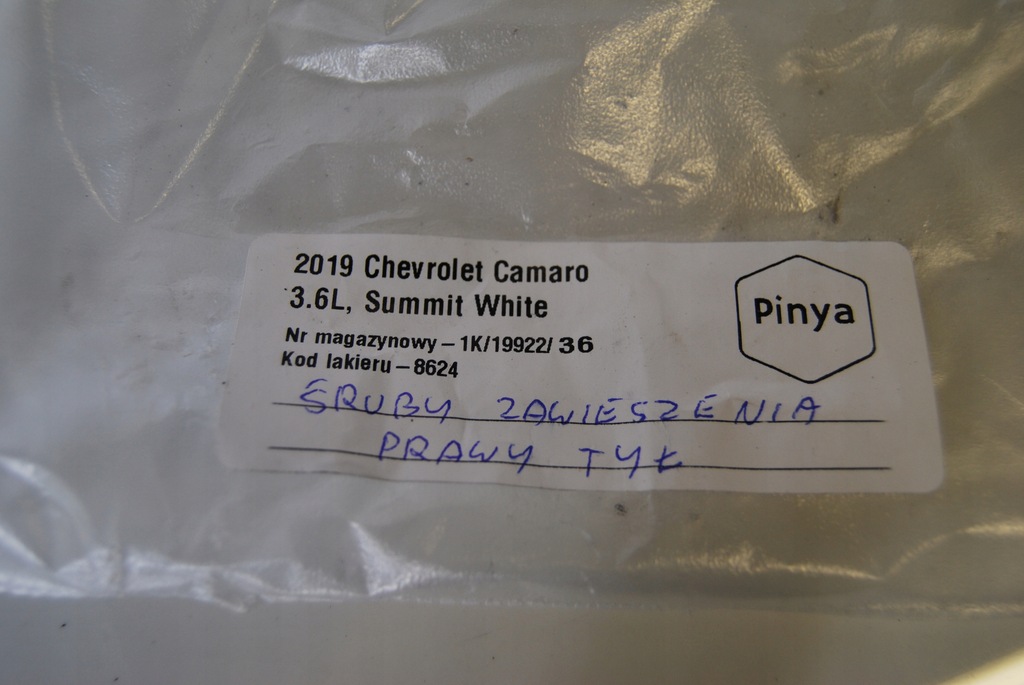 2019 Chevrolet Camaro
3.6L, Summit White
Pinya
Nr magazynowy – 1K/19922/ 36
Kod lakieru – 8624
ŚRUBY ZAWIESZENIA
PRAWY TYŁ